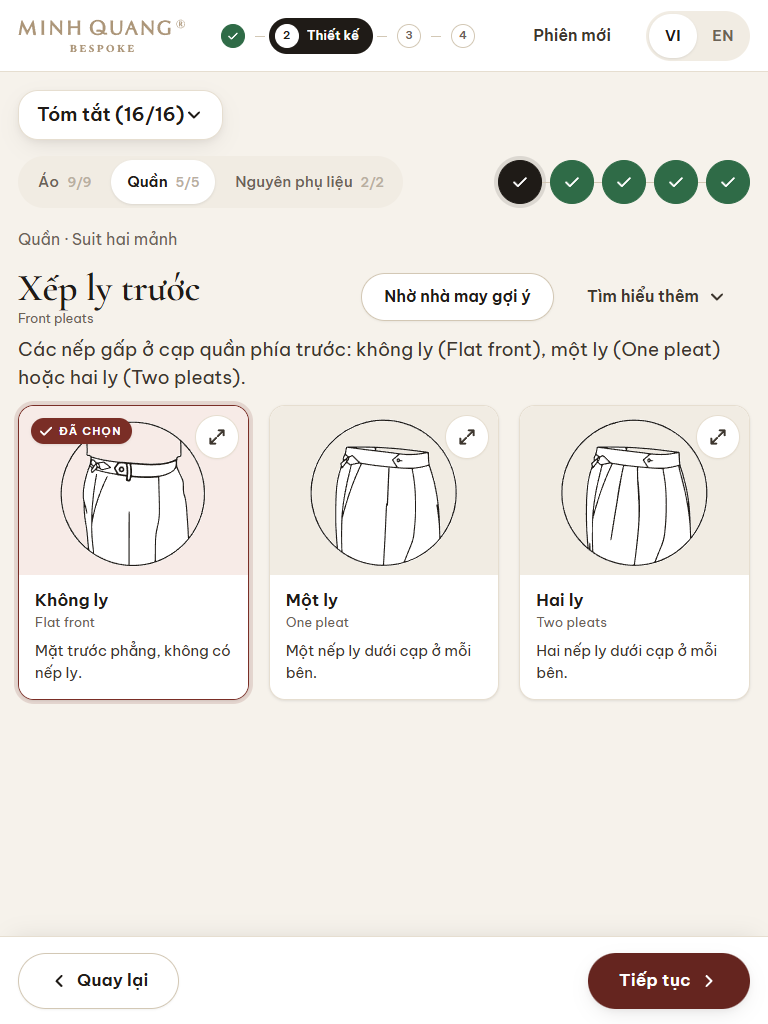 MINH QUANG®
BESPOKE
2 Thiết kế
3
4
Phiên mới
VI
EN
Tóm tắt (16/16)
Áo 9/9
Quần 5/5
Nguyên phụ liệu 2/2
Quần · Suit hai mảnh
Xếp ly trước
Front pleats
Nhờ nhà may gợi ý
Tìm hiểu thêm
Các nếp gấp ở cạp quần phía trước: không ly (Flat front), một ly (One pleat)
hoặc hai ly (Two pleats).
ĐÃ CHỌN
Không ly
Flat front
Mặt trước phẳng, không có
nếp ly.
Một ly
One pleat
Một nếp ly dưới cạp ở mỗi
bên.
Hai ly
Two pleats
Hai nếp ly dưới cạp ở mỗi
bên.
Quay lại
Tiếp tục